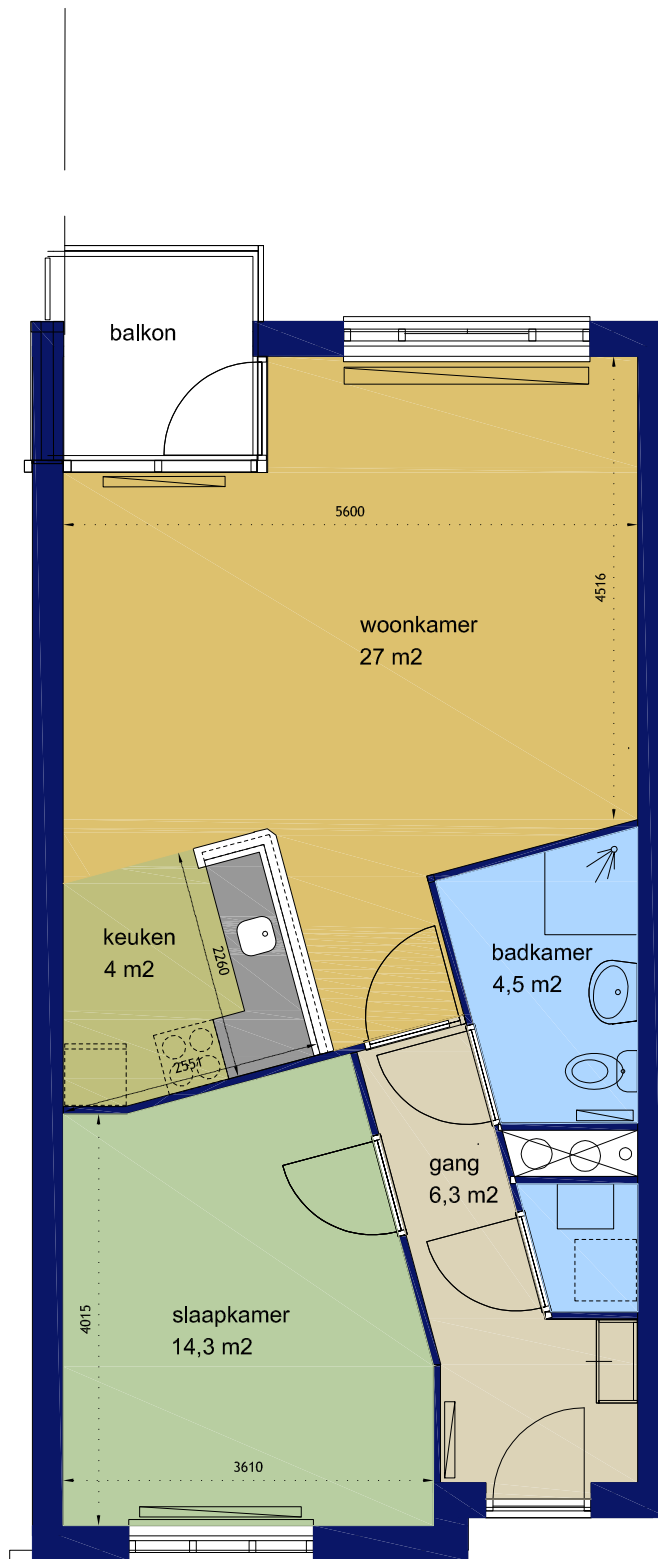 balkon
5600
4516
woonkamer
27 m2
keuken
4 m2
2260
badkamer
4,5 m2
2551
gang
6,3 m2
slaapkamer
14,3 m2
4015
3610